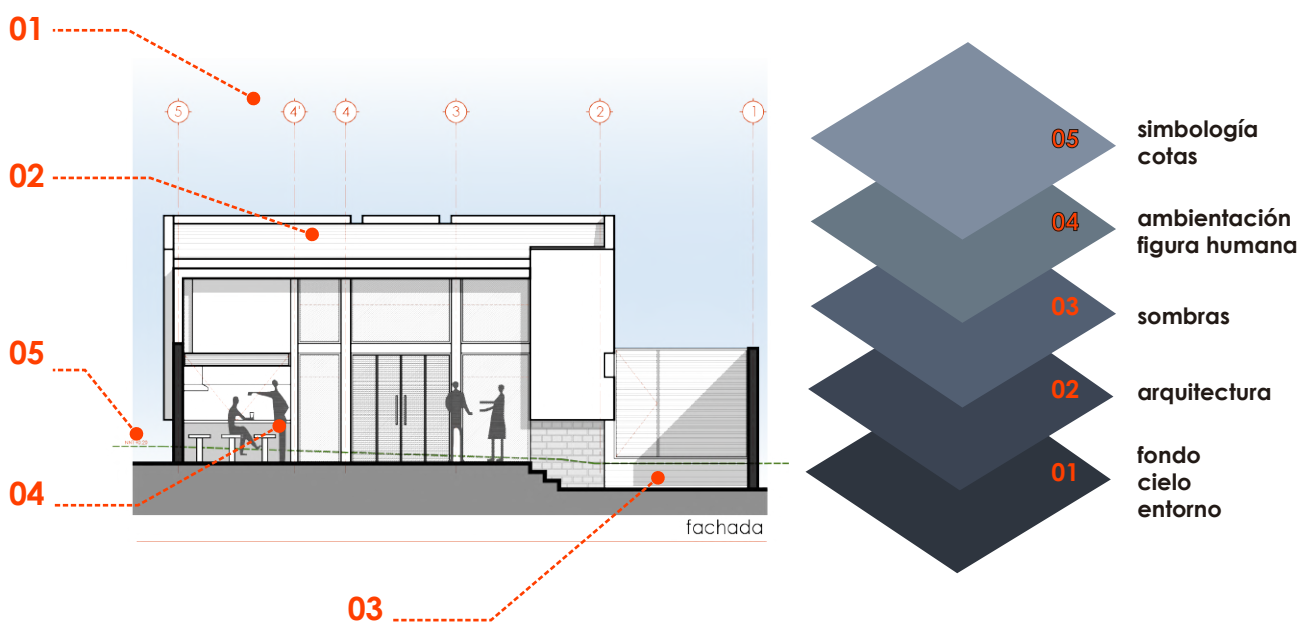 01
5
4'
4
3
2
1
02
05
04
fachada
03
05
simbología
cotas
04
ambientación
figura humana
03
sombras
02
arquitectura
01
fondo
cielo
entorno